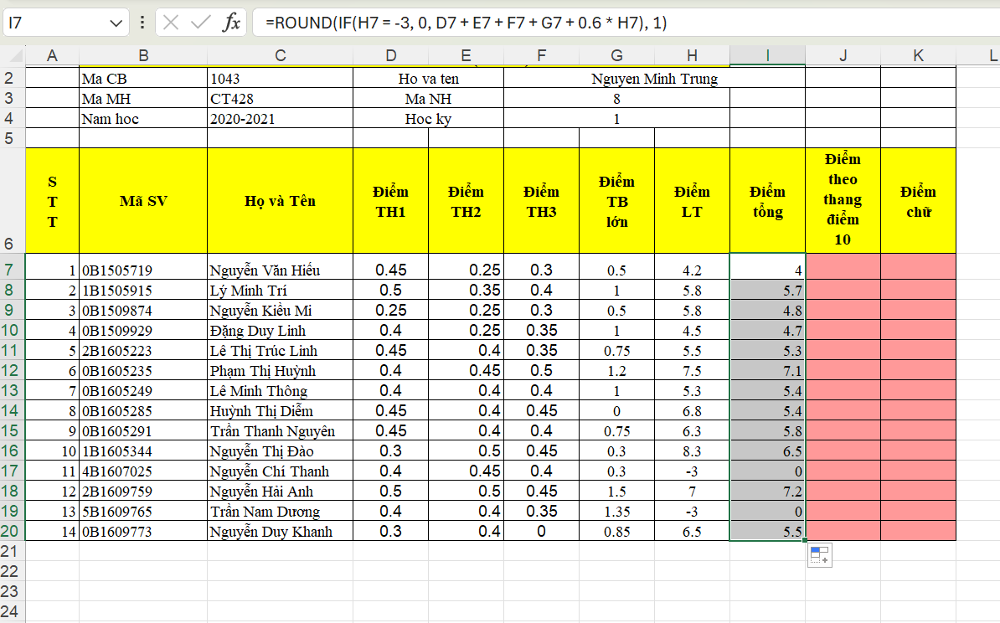 I7 fx =ROUND(IF(H7 = -3, 0, D7 + E7 + F7 + G7 + 0.6 * H7), 1)
A B C D E F G H I J K L
2 Ma CB 1043 Ho va ten Nguyen Minh Trung
3 Ma MH CT428 Ma NH 8
4 Nam hoc 2020-2021 Hoc ky 1
5
6 S T T Mã SV Họ và Tên Điểm TH1 Điểm TH2 Điểm TH3 Điểm TB lớn Điểm LT Điểm tổng Điểm theo thang điểm 10 Điểm chữ
7 1 0B1505719 Nguyễn Văn Hiếu 0.45 0.25 0.3 0.5 4.2 4
8 2 1B1505915 Lý Minh Trí 0.5 0.35 0.4 1 5.8 5.7
9 3 0B1509874 Nguyễn Kiều Mi 0.25 0.25 0.3 0.5 5.8 4.8
10 4 0B1509929 Đặng Duy Linh 0.4 0.25 0.35 1 4.5 4.7
11 5 2B1605223 Lê Thị Trúc Linh 0.45 0.4 0.35 0.75 5.5 5.3
12 6 0B1605235 Phạm Thị Huỳnh 0.4 0.45 0.5 1.2 7.5 7.1
13 7 0B1605249 Lê Minh Thông 0.4 0.4 0.4 1 5.3 5.4
14 8 0B1605285 Huỳnh Thị Diễm 0.45 0.4 0.45 0 6.8 5.4
15 9 0B1605291 Trần Thanh Nguyên 0.45 0.4 0.4 0.75 6.3 5.8
16 10 1B1605344 Nguyễn Thị Đào 0.3 0.5 0.45 0.3 8.3 6.5
17 11 4B1607025 Nguyễn Chí Thanh 0.4 0.45 0.4 0.3 -3 0
18 12 2B1609759 Nguyễn Hải Anh 0.5 0.5 0.45 1.5 7 7.2
19 13 5B1609765 Trần Nam Dương 0.4 0.4 0.35 1.35 -3 0
20 14 0B1609773 Nguyễn Duy Khanh 0.3 0.4 0 0.85 6.5 5.5
21
22
23
24